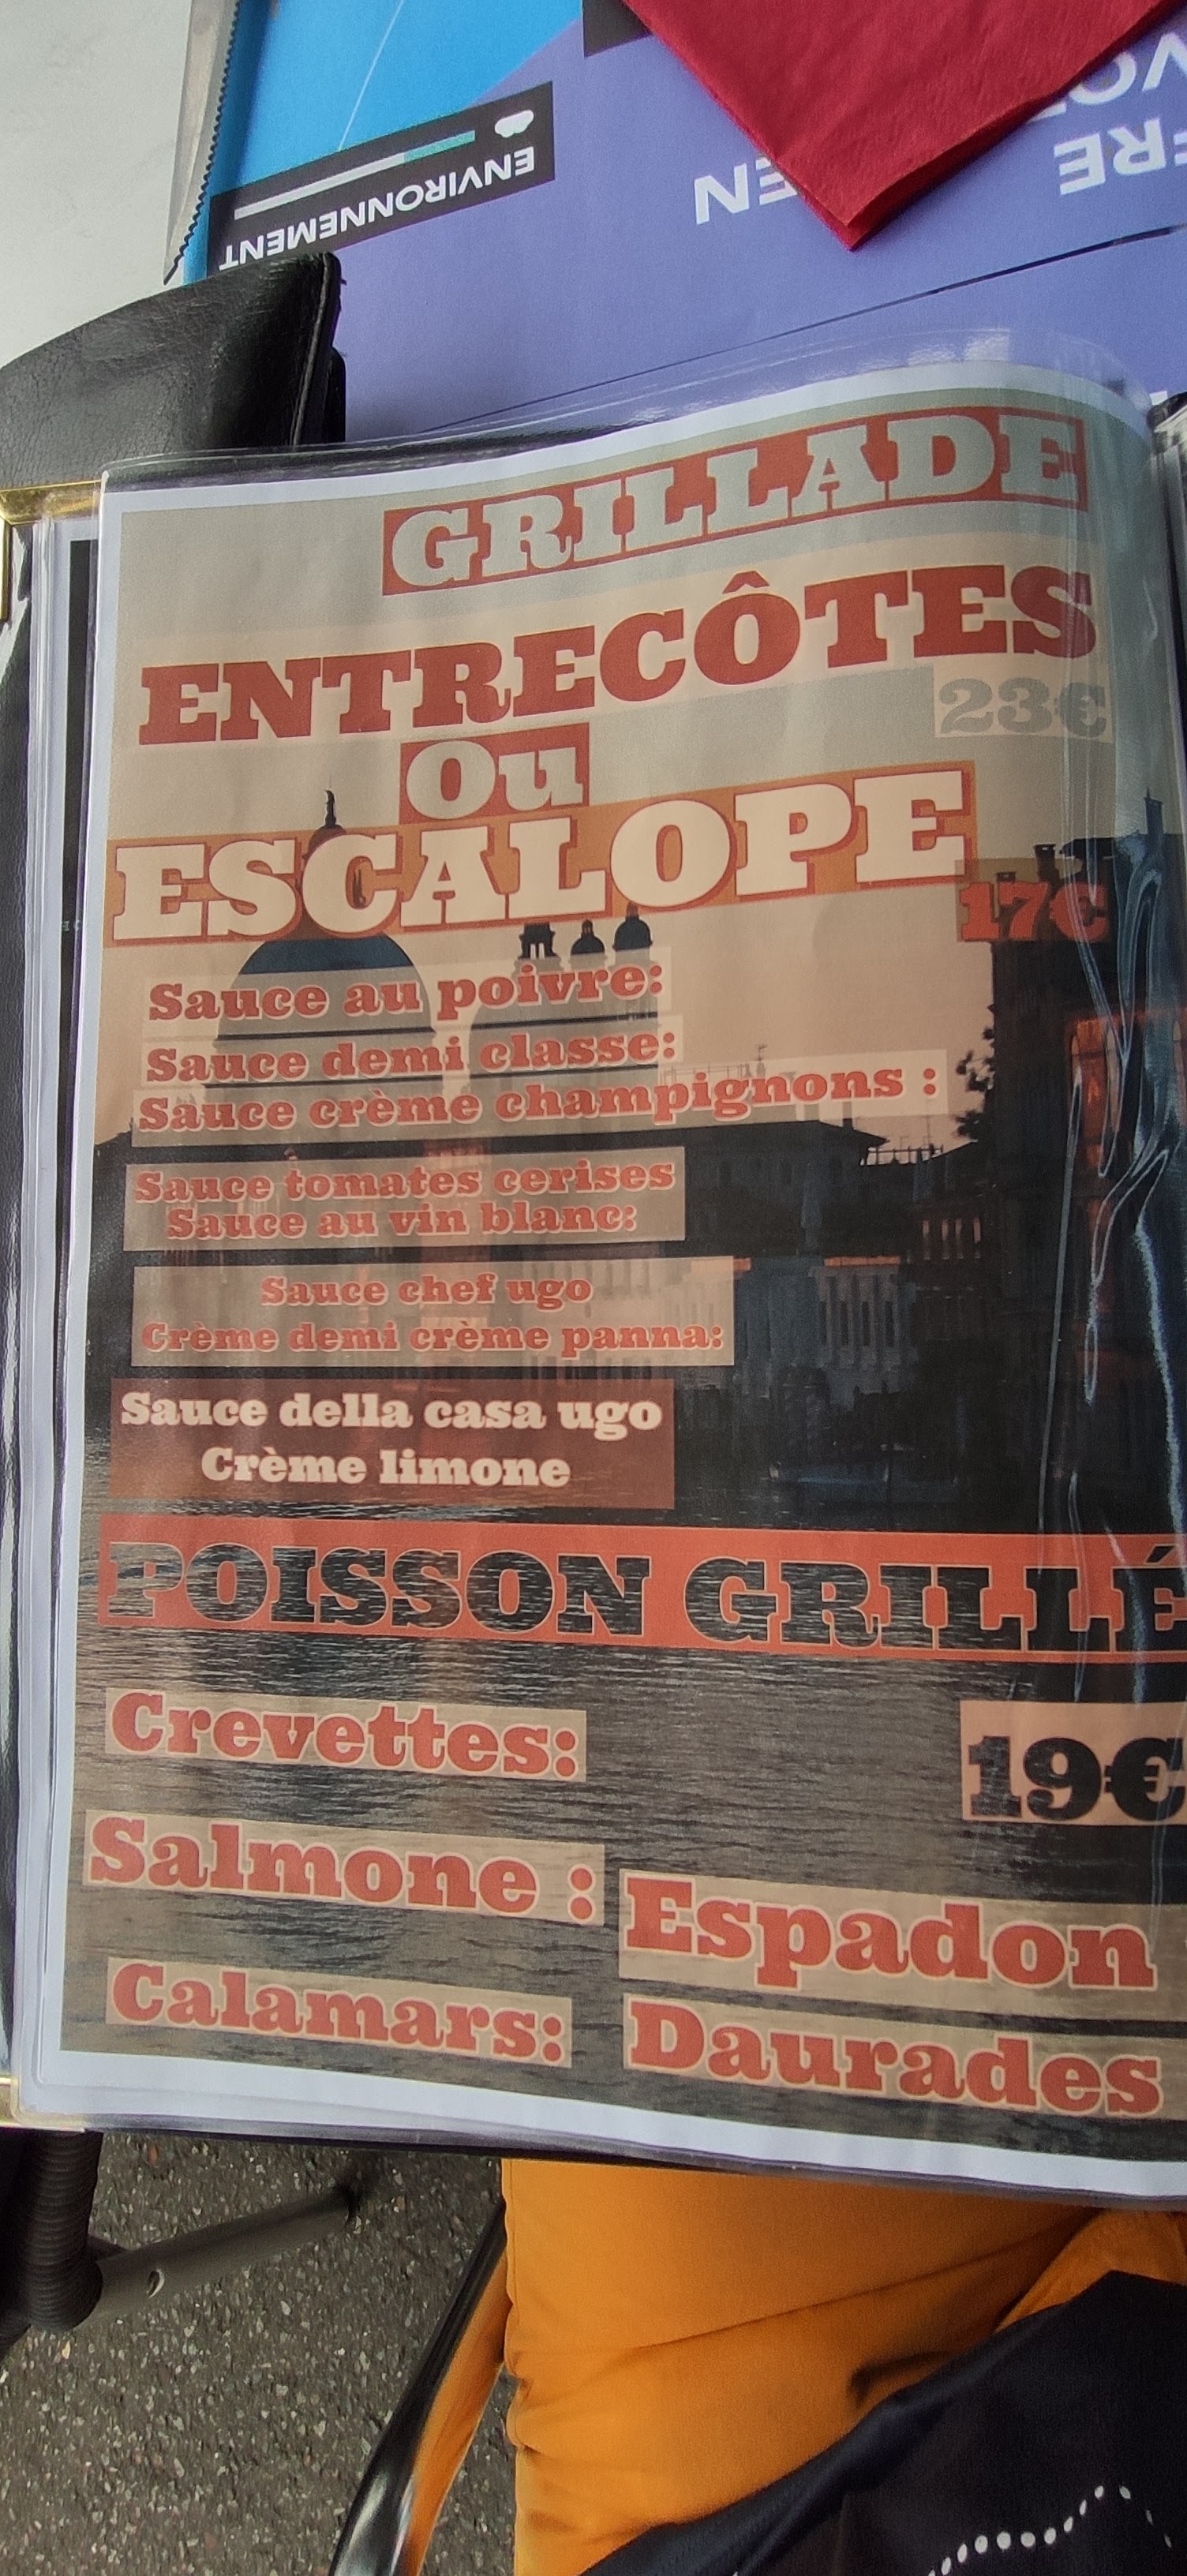 ENVIRONNEMENT
EN
GRILLADE
ENTRECÔTES
23€
Ou
ESCALOPE
17€
Sauce au poivre:
Sauce demi classe:
Sauce crème champignons :
Sauce tomates cerises
Sauce au vin blanc:
Sauce chef ugo
Crème demi crème panna:
Sauce della casa ugo
Crème limone
POISSON GRILLÉ
Crevettes:
19€
Salmone :
Espadon
Calamars:
Daurades